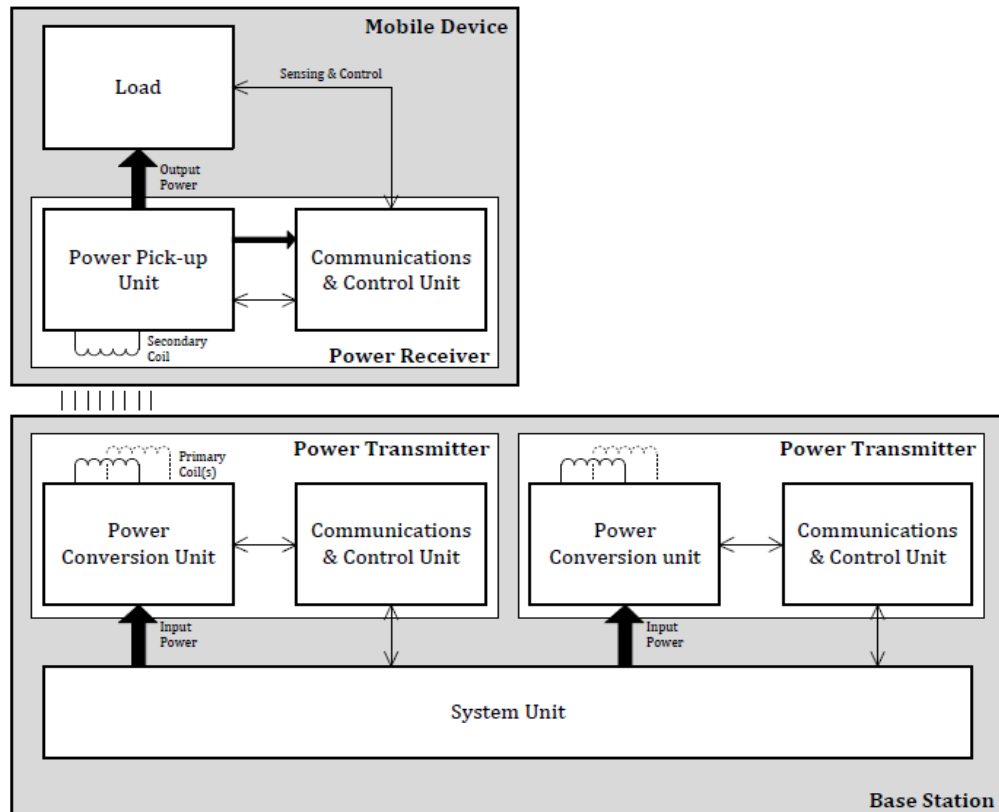 Mobile Device
Sensing & Control
Load
Output
Power
Power Pick-up
Unit
Communications
& Control Unit
Secondary
Coil
Power Receiver
Power Transmitter
Primary
Coil(s)
Power
Conversion Unit
Communications
& Control Unit
Input
Power
Power Transmitter
Power
Conversion unit
Communications
& Control Unit
Input
Power
System Unit
Base Station